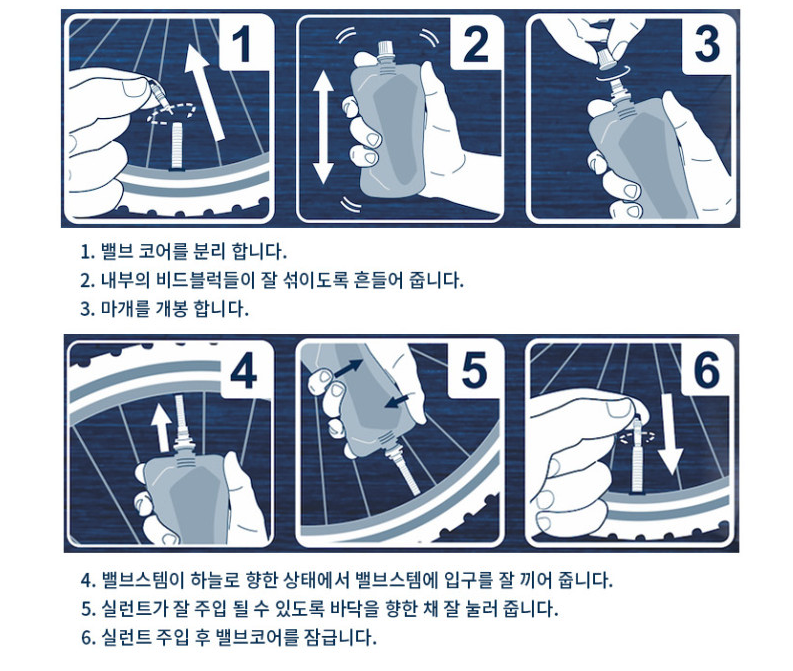 1
2
3
1. 밸브 코어를 분리 합니다.
2. 내부의 비드블럭들이 잘 섞이도록 흔들어 줍니다.
3. 마개를 개봉 합니다.
4
5
6
4. 밸브스템이 하늘로 향한 상태에서 밸브스템에 입구를 잘 끼어 줍니다.
5. 실런트가 잘 주입 될 수 있도록 바닥을 향한 채 잘 눌러 줍니다.
6. 실런트 주입 후 밸브코어를 잠급니다.